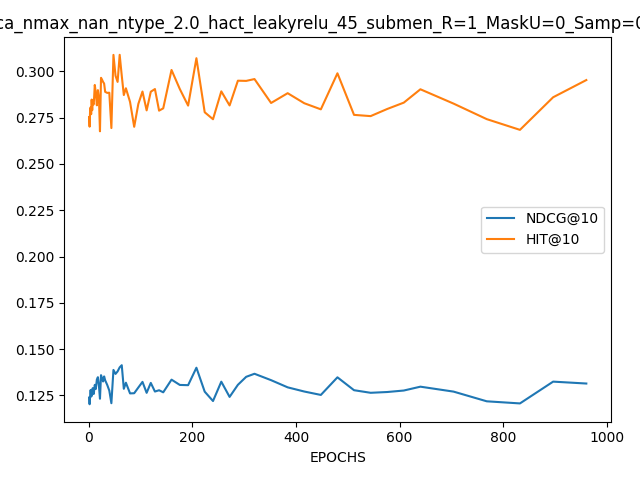 ca_nmax_nan_ntype_2.0_hact_leakyrelu_45_submen_R=1_MaskU=0_Samp=0
0.300
0.275
0.250
0.225
0.200
0.175
0.150
0.125
NDCG@10
HIT@10
0 200 400 600 800 1000
EPOCHS